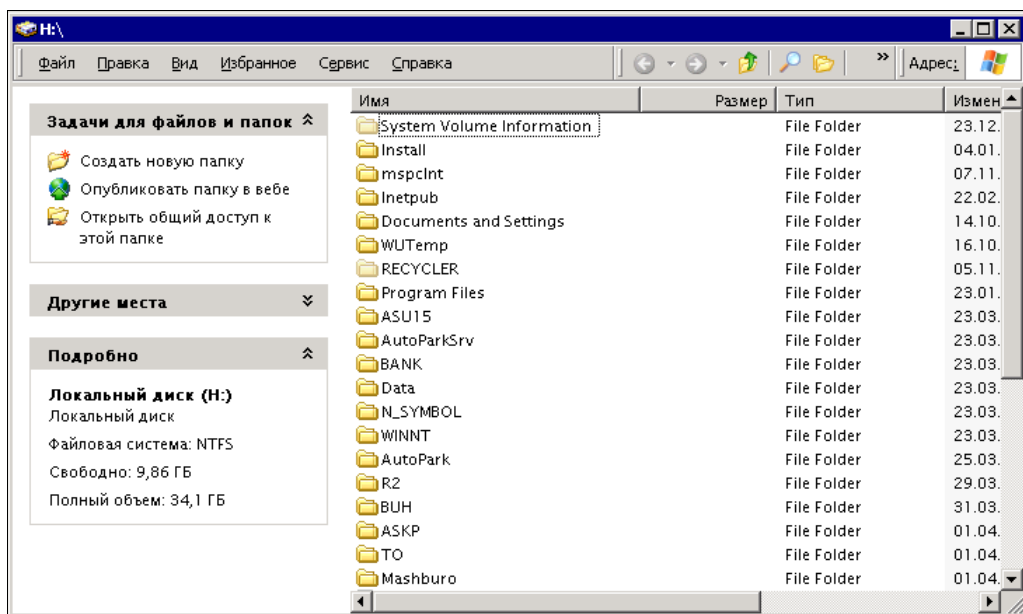 H:\
Файл Правка Вид Избранное Сервис Справка » Адрес:
Задачи для файлов и папок
Создать новую папку
Опубликовать папку в вебе
Открыть общий доступ к
этой папке
Другие места
Подробно
Локальный диск (H:)
Локальный диск
Файловая система: NTFS
Свободно: 9,86 ГБ
Полный объем: 34,1 ГБ
Имя Размер Тип Измен
System Volume Information File Folder 23.12.
Install File Folder 04.01.
mspclnt File Folder 07.11.
Inetpub File Folder 22.02.
Documents and Settings File Folder 14.10.
WUTemp File Folder 16.10.
RECYCLER File Folder 05.11.
Program Files File Folder 23.01.
ASU15 File Folder 23.03.
AutoParkSrv File Folder 23.03.
BANK File Folder 23.03.
Data File Folder 23.03.
N_SYMBOL File Folder 23.03.
WINNT File Folder 23.03.
AutoPark File Folder 25.03.
R2 File Folder 29.03.
BUH File Folder 31.03.
ASKP File Folder 01.04.
TO File Folder 01.04.
Mashburo File Folder 01.04.